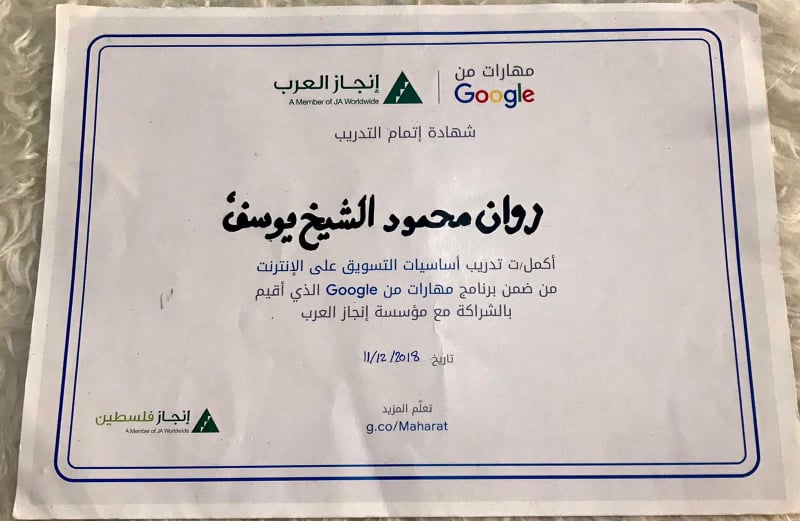 مهارات من
Google
إنجاز العرب
A Member of JA Worldwide
شهادة إتمام التدريب
روان محمود الشيخ يوسف
أكمل/ت تدريب أساسيات التسويق على الإنترنت
من ضمن برنامج مهارات من Google الذي أقيم
بالشراكة مع مؤسسة إنجاز العرب
تاريخ 11/12/2018
تعلّم المزيد
g.co/Maharat
إنجاز فلسطين
A Member of JA Worldwide